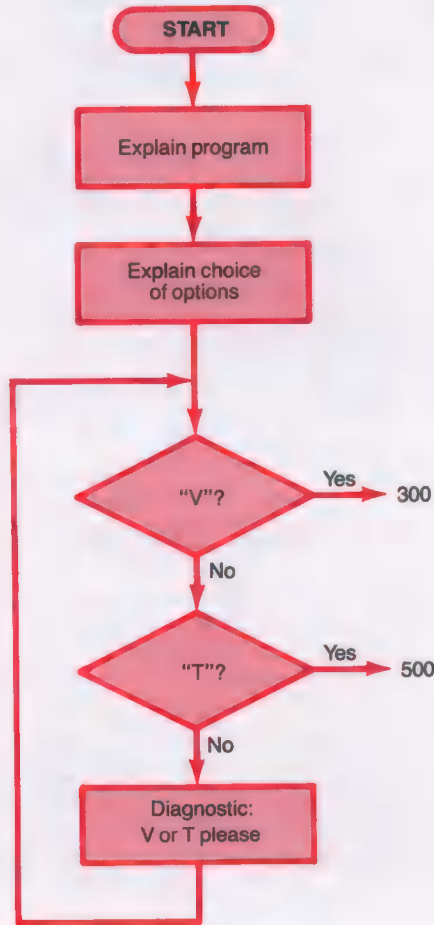 START
Explain program
Explain choice
of options
“V”?
Yes
300
No
“T”?
Yes
500
No
Diagnostic:
V or T please